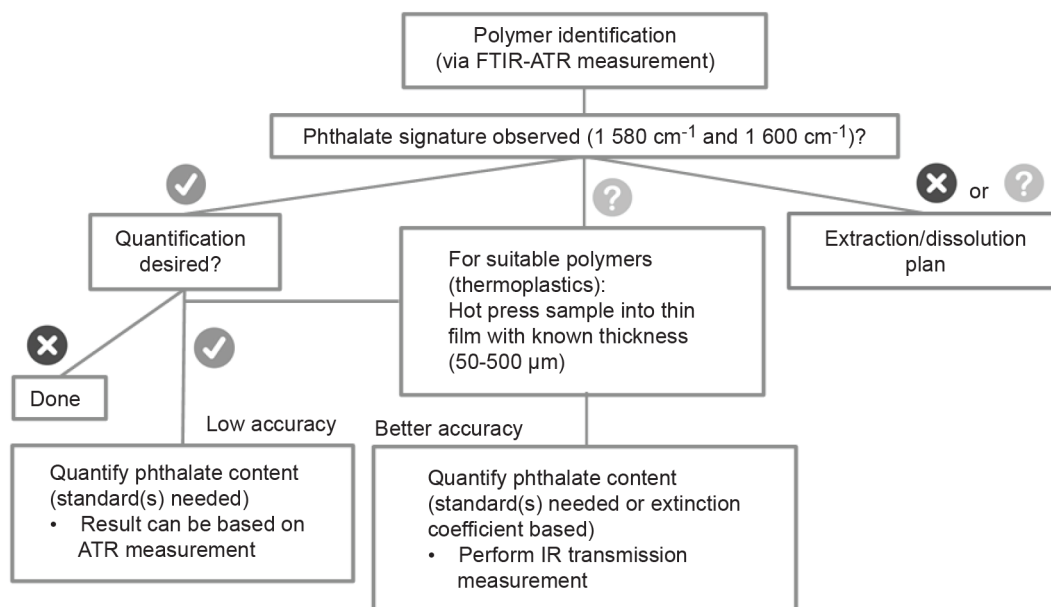 Polymer identification
(via FTIR-ATR measurement)
Phthalate signature observed (1 580 cm⁻¹ and 1 600 cm⁻¹)?
? or ?
Quantification
desired?
For suitable polymers
(thermoplastics):
Hot press sample into thin
film with known thickness
(50-500 µm)
Extraction/dissolution
plan
Done
Low accuracy
Better accuracy
Quantify phthalate content
(standard(s) needed)
• Result can be based on
ATR measurement
Quantify phthalate content
(standard(s) needed or extinction
coefficient based)
• Perform IR transmission
measurement